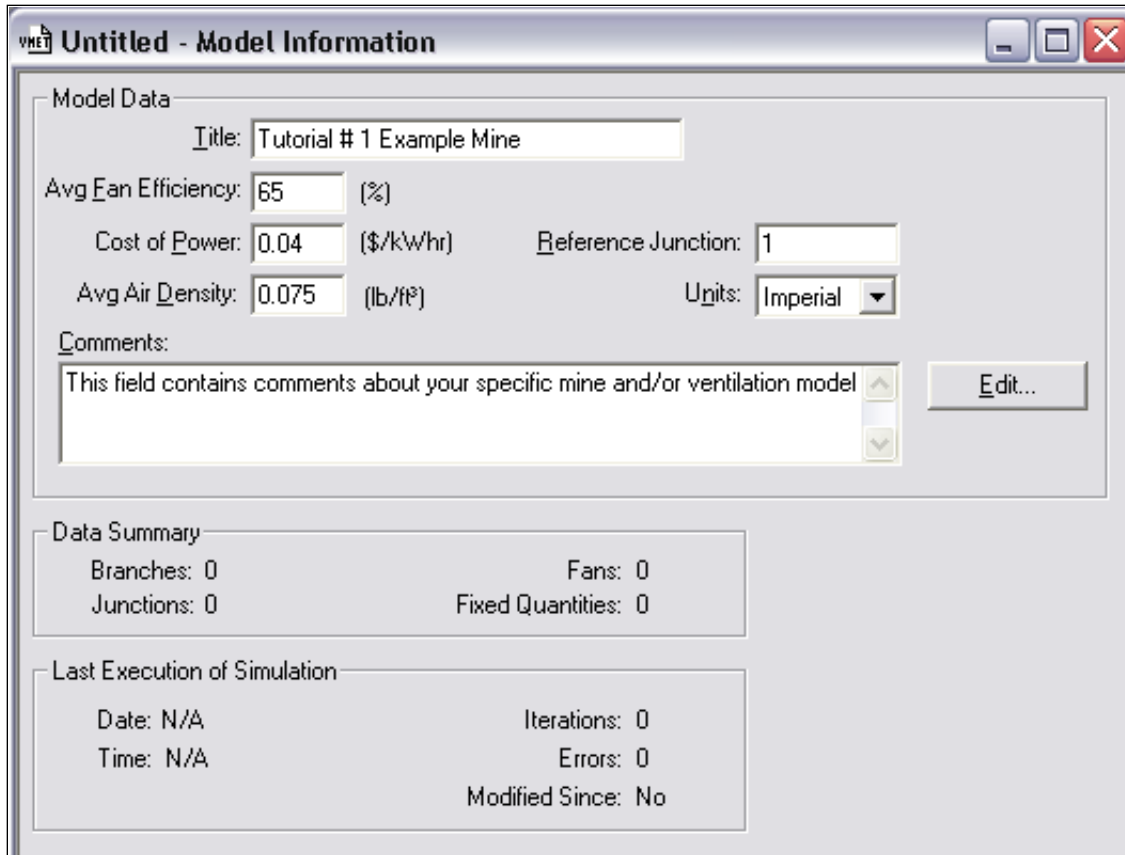 VNET Untitled - Model Information
Model Data
Title: Tutorial # 1 Example Mine
Avg Fan Efficiency: 65 (%)
Cost of Power: 0.04 ($/kW/hr) Reference Junction: 1
Avg Air Density: 0.075 (lb/ft³) Units: Imperial
Comments:
This field contains comments about your specific mine and/or ventilation model
Edit...
Data Summary
Branches: 0 Fans: 0
Junctions: 0 Fixed Quantities: 0
Last Execution of Simulation
Date: N/A Iterations: 0
Time: N/A Errors: 0
Modified Since: No